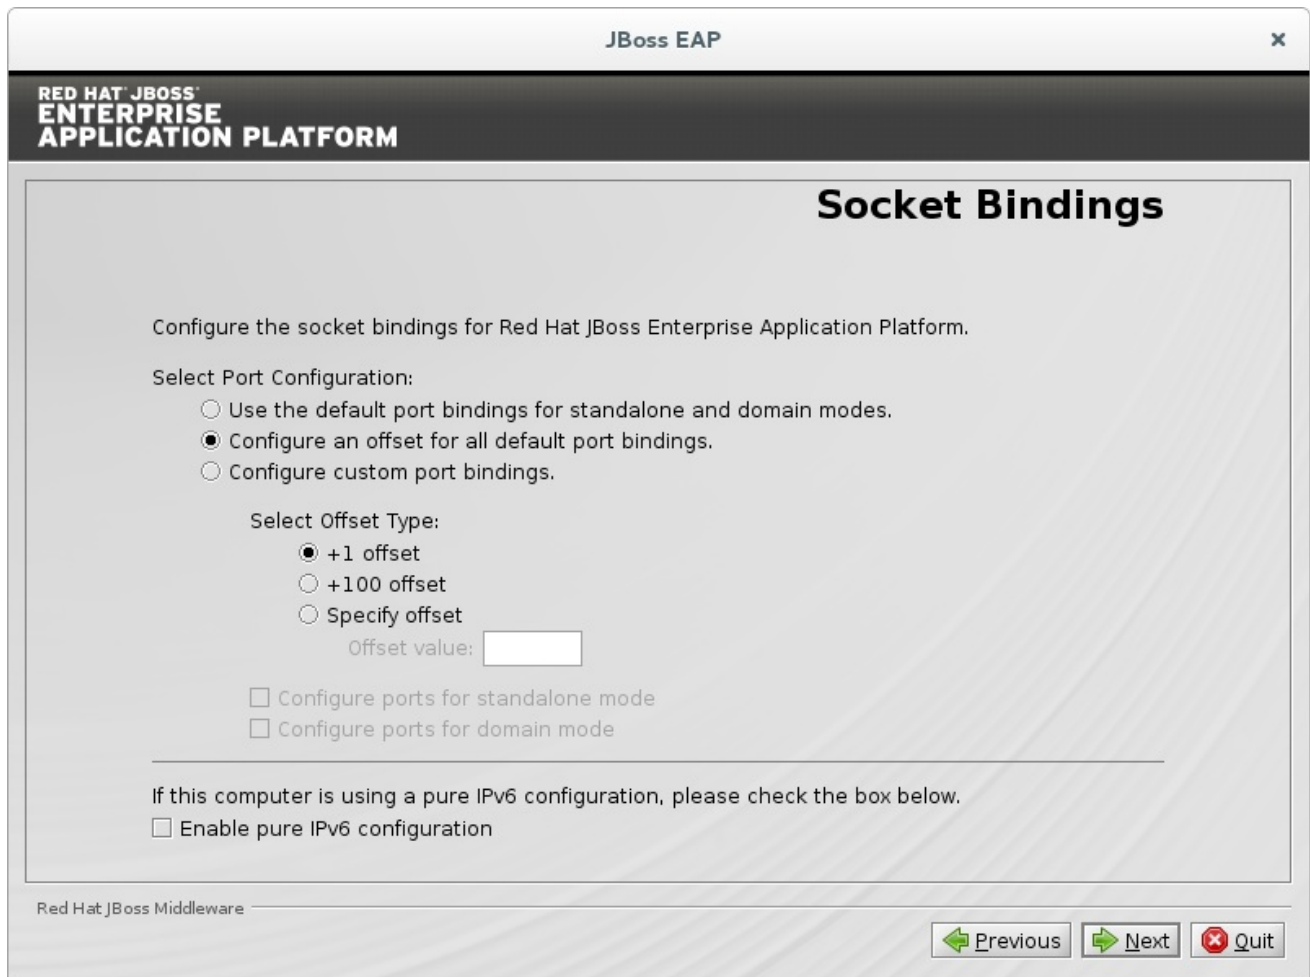 JBoss EAP
RED HAT JBOSS
ENTERPRISE
APPLICATION PLATFORM
Socket Bindings
Configure the socket bindings for Red Hat JBoss Enterprise Application Platform.
Select Port Configuration:
Use the default port bindings for standalone and domain modes.
Configure an offset for all default port bindings.
Configure custom port bindings.
Select Offset Type:
+1 offset
+100 offset
Specify offset
Offset value:
Configure ports for standalone mode
Configure ports for domain mode
If this computer is using a pure IPv6 configuration, please check the box below.
Enable pure IPv6 configuration
Red Hat JBoss Middleware
Previous Next Quit